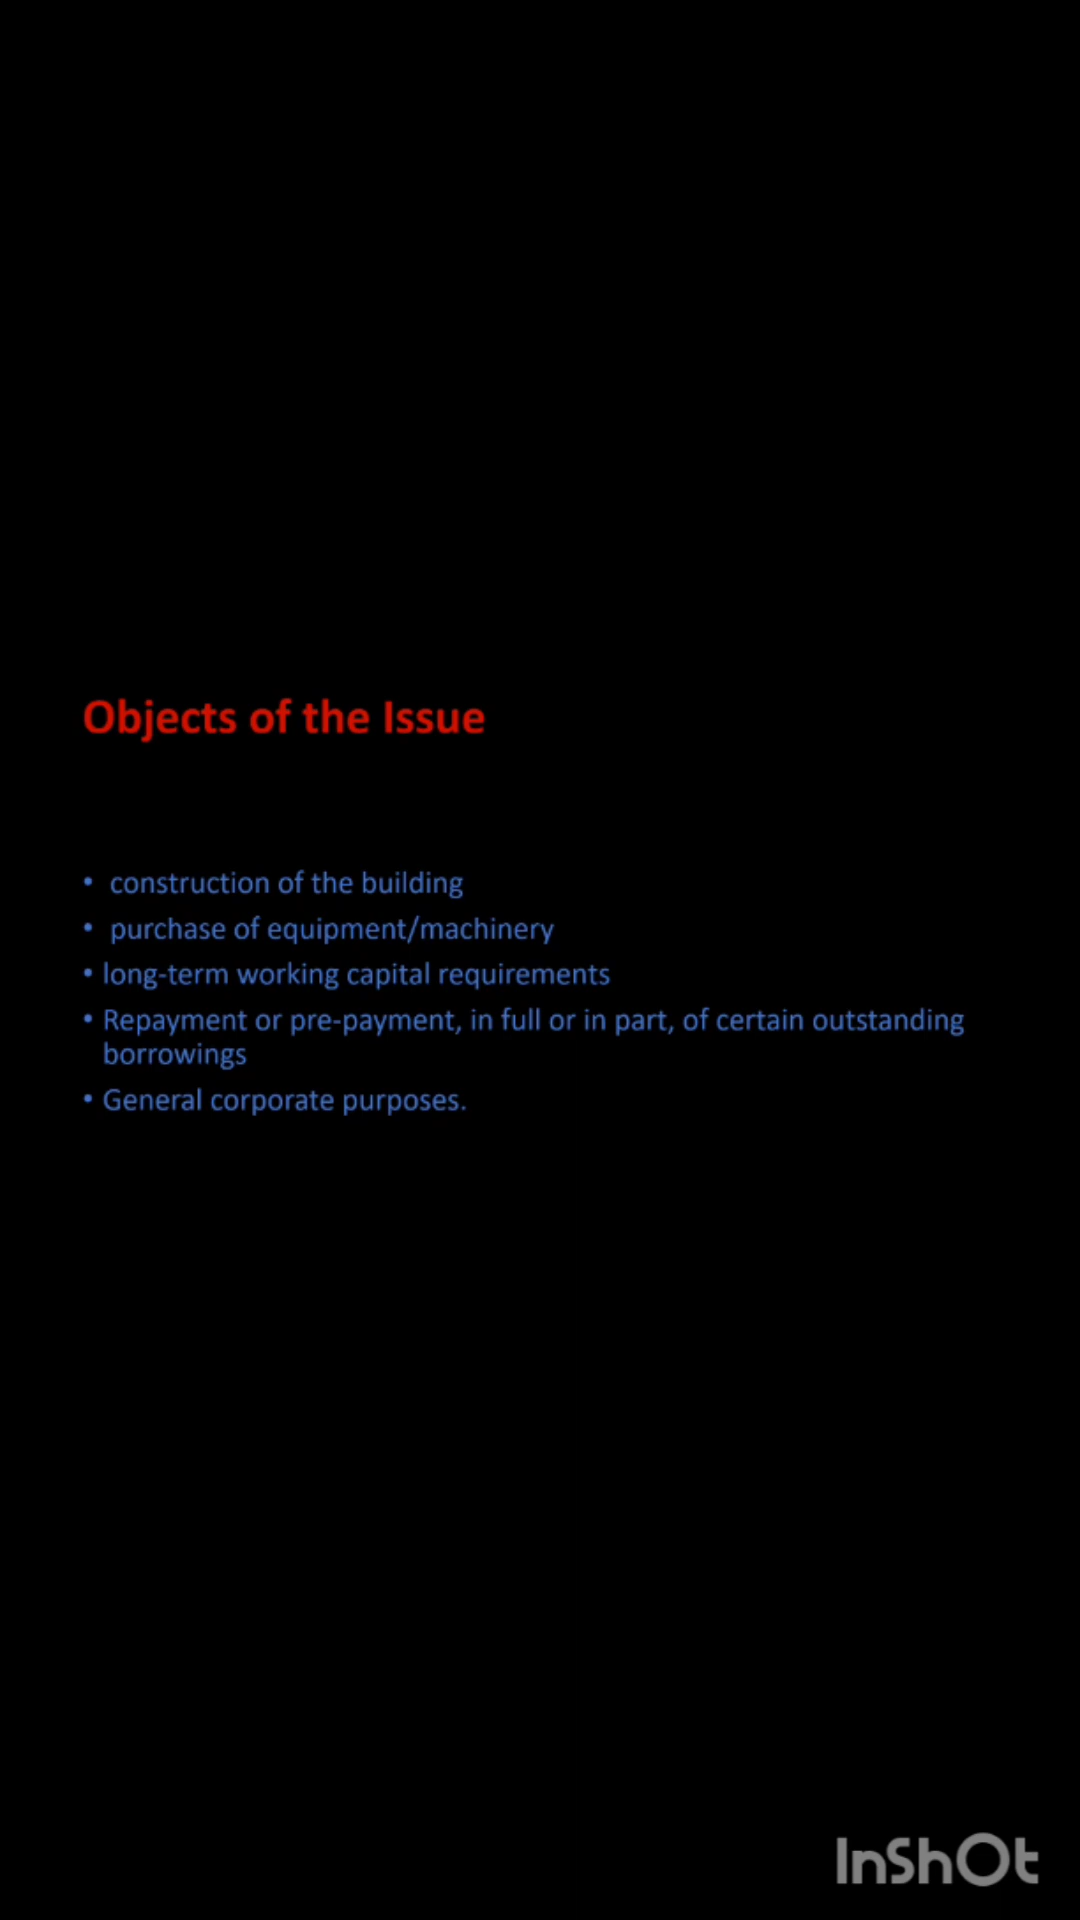 Objects of the Issue
• construction of the building
• purchase of equipment/machinery
• long-term working capital requirements
• Repayment or pre-payment, in full or in part, of certain outstanding
borrowings
• General corporate purposes.
InShOt